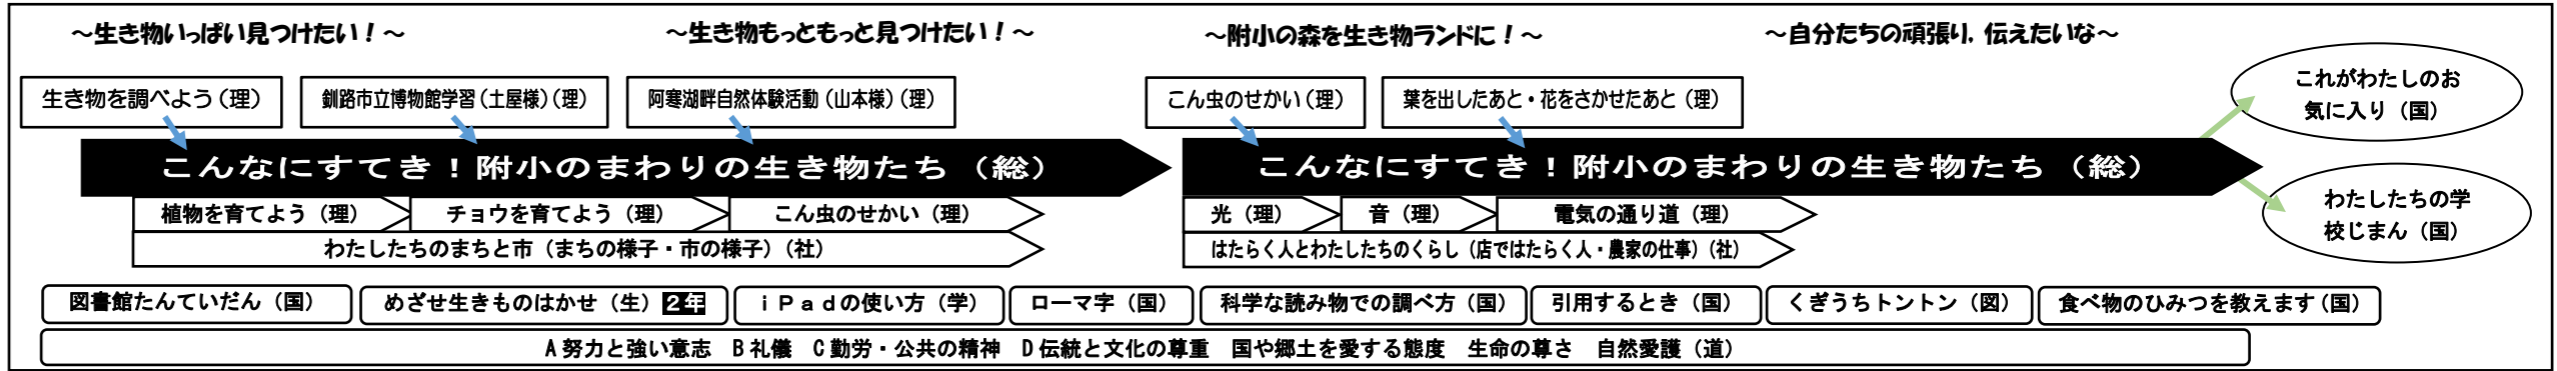 ～生き物いっぱい見つけたい！～
～生き物もっともっと見つけたい！～
～附小の森を生き物ランドに！～
～自分たちの頑張り，伝えたいな～
生き物を調べよう（理）
釧路市立博物館学習（土屋様）（理）
阿寒湖畔自然体験活動（山本様）（理）
こん虫のせかい（理）
葉を出したあと・花をさかせたあと（理）
これがわたしのお
気に入り（国）
こんなにすてき！附小のまわりの生き物たち（総）
こんなにすてき！附小のまわりの生き物たち（総）
わたしたちの学
校じまん（国）
植物を育てよう（理）
チョウを育てよう（理）
こん虫のせかい（理）
光（理）
音（理）
電気の通り道（理）
わたしたちのまちと市（まちの様子・市の様子）（社）
はたらく人とわたしたちのくらし（店ではたらく人・農家の仕事）（社）
図書館たんていだん（国）
めざせ生きものはかせ（生）２年
ｉＰａｄの使い方（学）
ローマ字（国）
科学な読み物での調べ方（国）
引用するとき（国）
くぎうちトントン（図）
食べ物のひみつを教えます（国）
A 努力と強い意志　B 礼儀　C 勤労・公共の精神　D 伝統と文化の尊重　国や郷土を愛する態度　生命の尊さ　自然愛護（道）